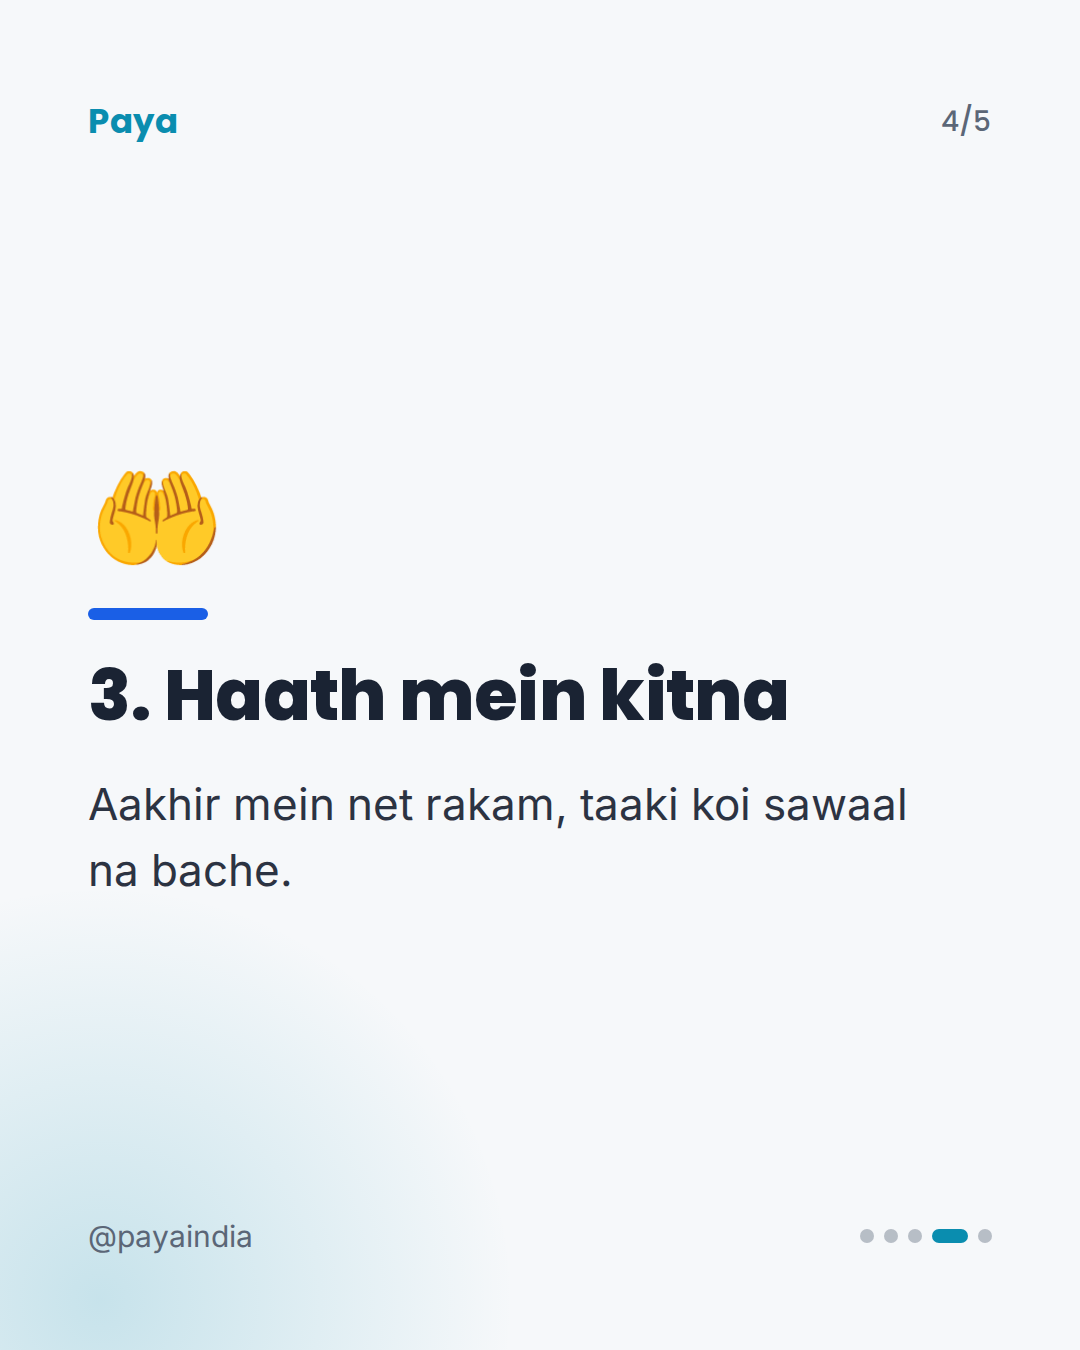 Paya
4/5
3. Haath mein kitna
Aakhir mein net rakam, taaki koi sawaal
na bache.
@payaindia